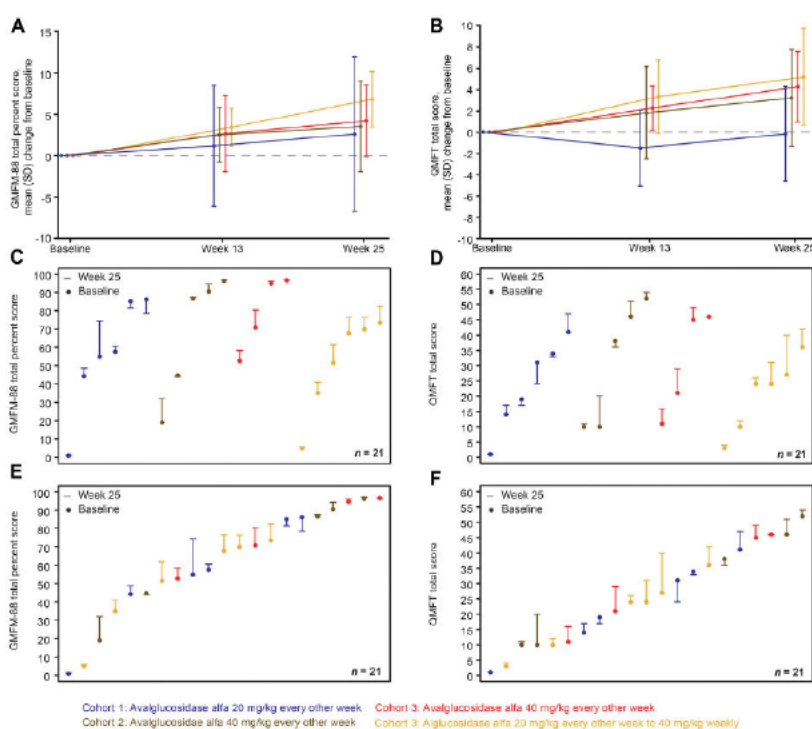 A
GMFM-88 total percent score,
mean (SD) change from baseline
15
10
5
0
-5
-10
Baseline
Week 13
Week 25
B
QMFT total score,
mean (SD) change from baseline
10
8
6
4
2
0
-2
-4
-6
-8
-10
Baseline
Week 13
Week 25
C
GMFM-88 total percent score
100
90
80
70
60
50
40
30
20
10
0
Week 25
Baseline
n = 21
D
QMFT total score
60
55
50
45
40
35
30
25
20
15
10
5
0
Week 25
Baseline
n = 21
E
GMFM-88 total percent score
100
90
80
70
60
50
40
30
20
10
0
Week 25
Baseline
n = 21
F
QMFT total score
60
55
50
45
40
35
30
25
20
15
10
5
0
Week 25
Baseline
n = 21
Cohort 1: Avalglucosidase alfa 20 mg/kg every other week
Cohort 3: Avalglucosidase alfa 40 mg/kg every other week
Cohort 2: Avaglucosidae alfa 40 mg/kg every other week
Cohort 3: Alglucosidase alfa 20 mg/kg every other week to 40 mg/kg weekly